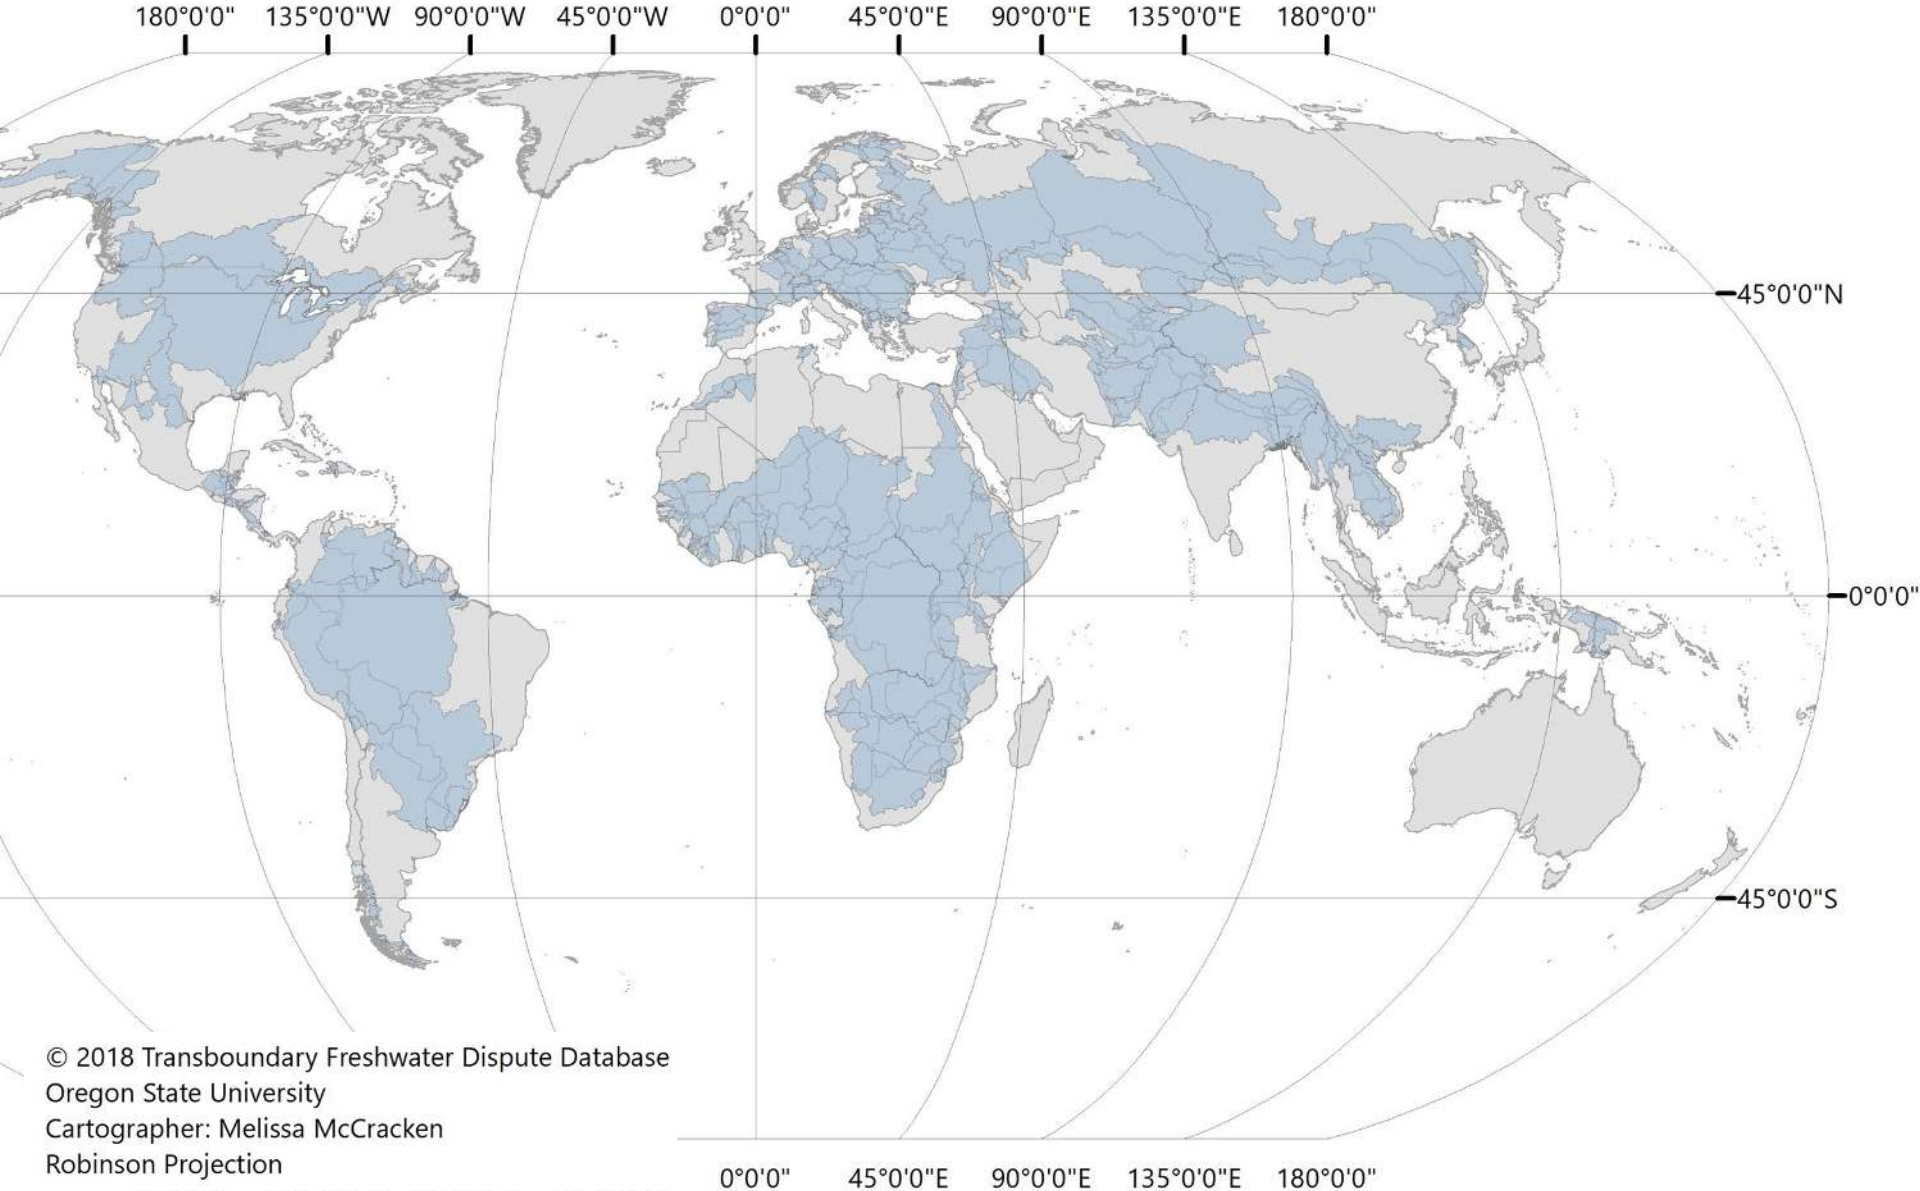 180°0'0" 135°0'0"W 90°0'0"W 45°0'0"W 0°0'0" 45°0'0"E 90°0'0"E 135°0'0"E 180°0'0"
45°0'0"N
0°0'0"
45°0'0"S
© 2018 Transboundary Freshwater Dispute Database
Oregon State University
Cartographer: Melissa McCracken
Robinson Projection
0°0'0" 45°0'0"E 90°0'0"E 135°0'0"E 180°0'0"